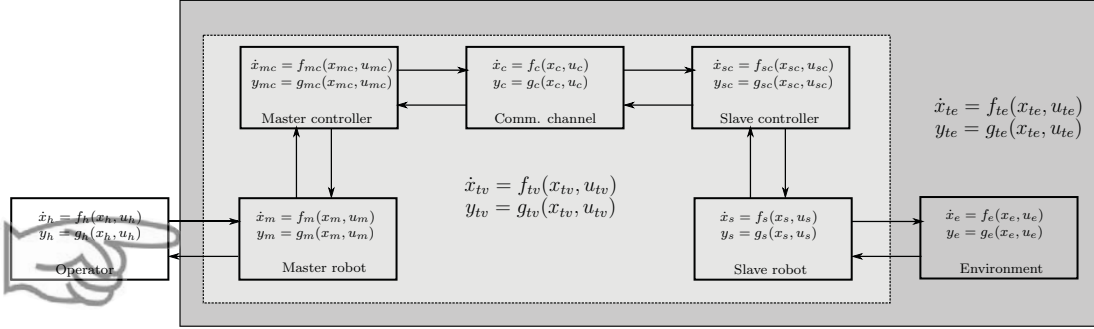 ẋ_mc = f_mc(x_mc, u_mc)
y_mc = g_mc(x_mc, u_mc)
Master controller
ẋ_c = f_c(x_c, u_c)
y_c = g_c(x_c, u_c)
Comm. channel
ẋ_sc = f_sc(x_sc, u_sc)
y_sc = g_sc(x_sc, u_sc)
Slave controller
ẋ_te = f_te(x_te, u_te)
y_te = g_te(x_te, u_te)
ẋ_tv = f_tv(x_tv, u_tv)
y_tv = g_tv(x_tv, u_tv)
ẋ_h = f_h(x_h, u_h)
y_h = g_h(x_h, u_h)
Operator
ẋ_m = f_m(x_m, u_m)
y_m = g_m(x_m, u_m)
Master robot
ẋ_s = f_s(x_s, u_s)
y_s = g_s(x_s, u_s)
Slave robot
ẋ_e = f_e(x_e, u_e)
y_e = g_e(x_e, u_e)
Environment